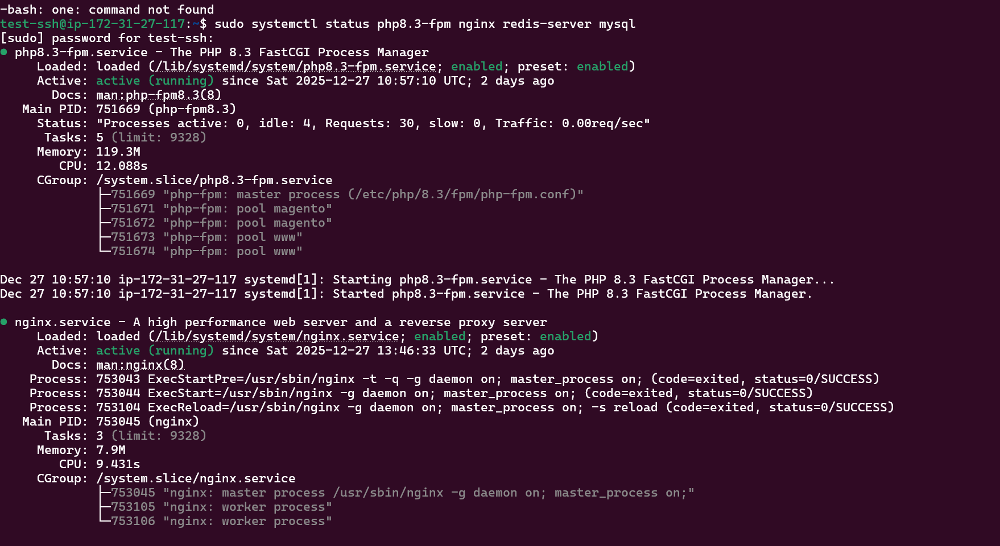 -bash: one: command not found
test-ssh@ip-172-31-27-117:~$ sudo systemctl status php8.3-fpm nginx redis-server mysql
[sudo] password for test-ssh:
● php8.3-fpm.service - The PHP 8.3 FastCGI Process Manager
     Loaded: loaded (/lib/systemd/system/php8.3-fpm.service; enabled; preset: enabled)
     Active: active (running) since Sat 2025-12-27 10:57:10 UTC; 2 days ago
       Docs: man:php-fpm8.3(8)
   Main PID: 751669 (php-fpm8.3)
     Status: "Processes active: 0, idle: 4, Requests: 30, slow: 0, Traffic: 0.00req/sec"
      Tasks: 5 (limit: 9328)
     Memory: 119.3M
        CPU: 12.088s
     CGroup: /system.slice/php8.3-fpm.service
             ├─751669 "php-fpm: master process (/etc/php/8.3/fpm/php-fpm.conf)"
             ├─751671 "php-fpm: pool magento"
             ├─751672 "php-fpm: pool magento"
             ├─751673 "php-fpm: pool www"
             └─751674 "php-fpm: pool www"

Dec 27 10:57:10 ip-172-31-27-117 systemd[1]: Starting php8.3-fpm.service - The PHP 8.3 FastCGI Process Manager...
Dec 27 10:57:10 ip-172-31-27-117 systemd[1]: Started php8.3-fpm.service - The PHP 8.3 FastCGI Process Manager.

● nginx.service - A high performance web server and a reverse proxy server
     Loaded: loaded (/lib/systemd/system/nginx.service; enabled; preset: enabled)
     Active: active (running) since Sat 2025-12-27 13:46:33 UTC; 2 days ago
       Docs: man:nginx(8)
    Process: 753043 ExecStartPre=/usr/sbin/nginx -t -q -g daemon on; master_process on; (code=exited, status=0/SUCCESS)
    Process: 753044 ExecStart=/usr/sbin/nginx -g daemon on; master_process on; (code=exited, status=0/SUCCESS)
    Process: 753104 ExecReload=/usr/sbin/nginx -g daemon on; master_process on; -s reload (code=exited, status=0/SUCCESS)
   Main PID: 753045 (nginx)
      Tasks: 3 (limit: 9328)
     Memory: 7.9M
        CPU: 9.431s
     CGroup: /system.slice/nginx.service
             ├─753045 "nginx: master process /usr/sbin/nginx -g daemon on; master_process on;"
             ├─753105 "nginx: worker process"
             └─753106 "nginx: worker process"